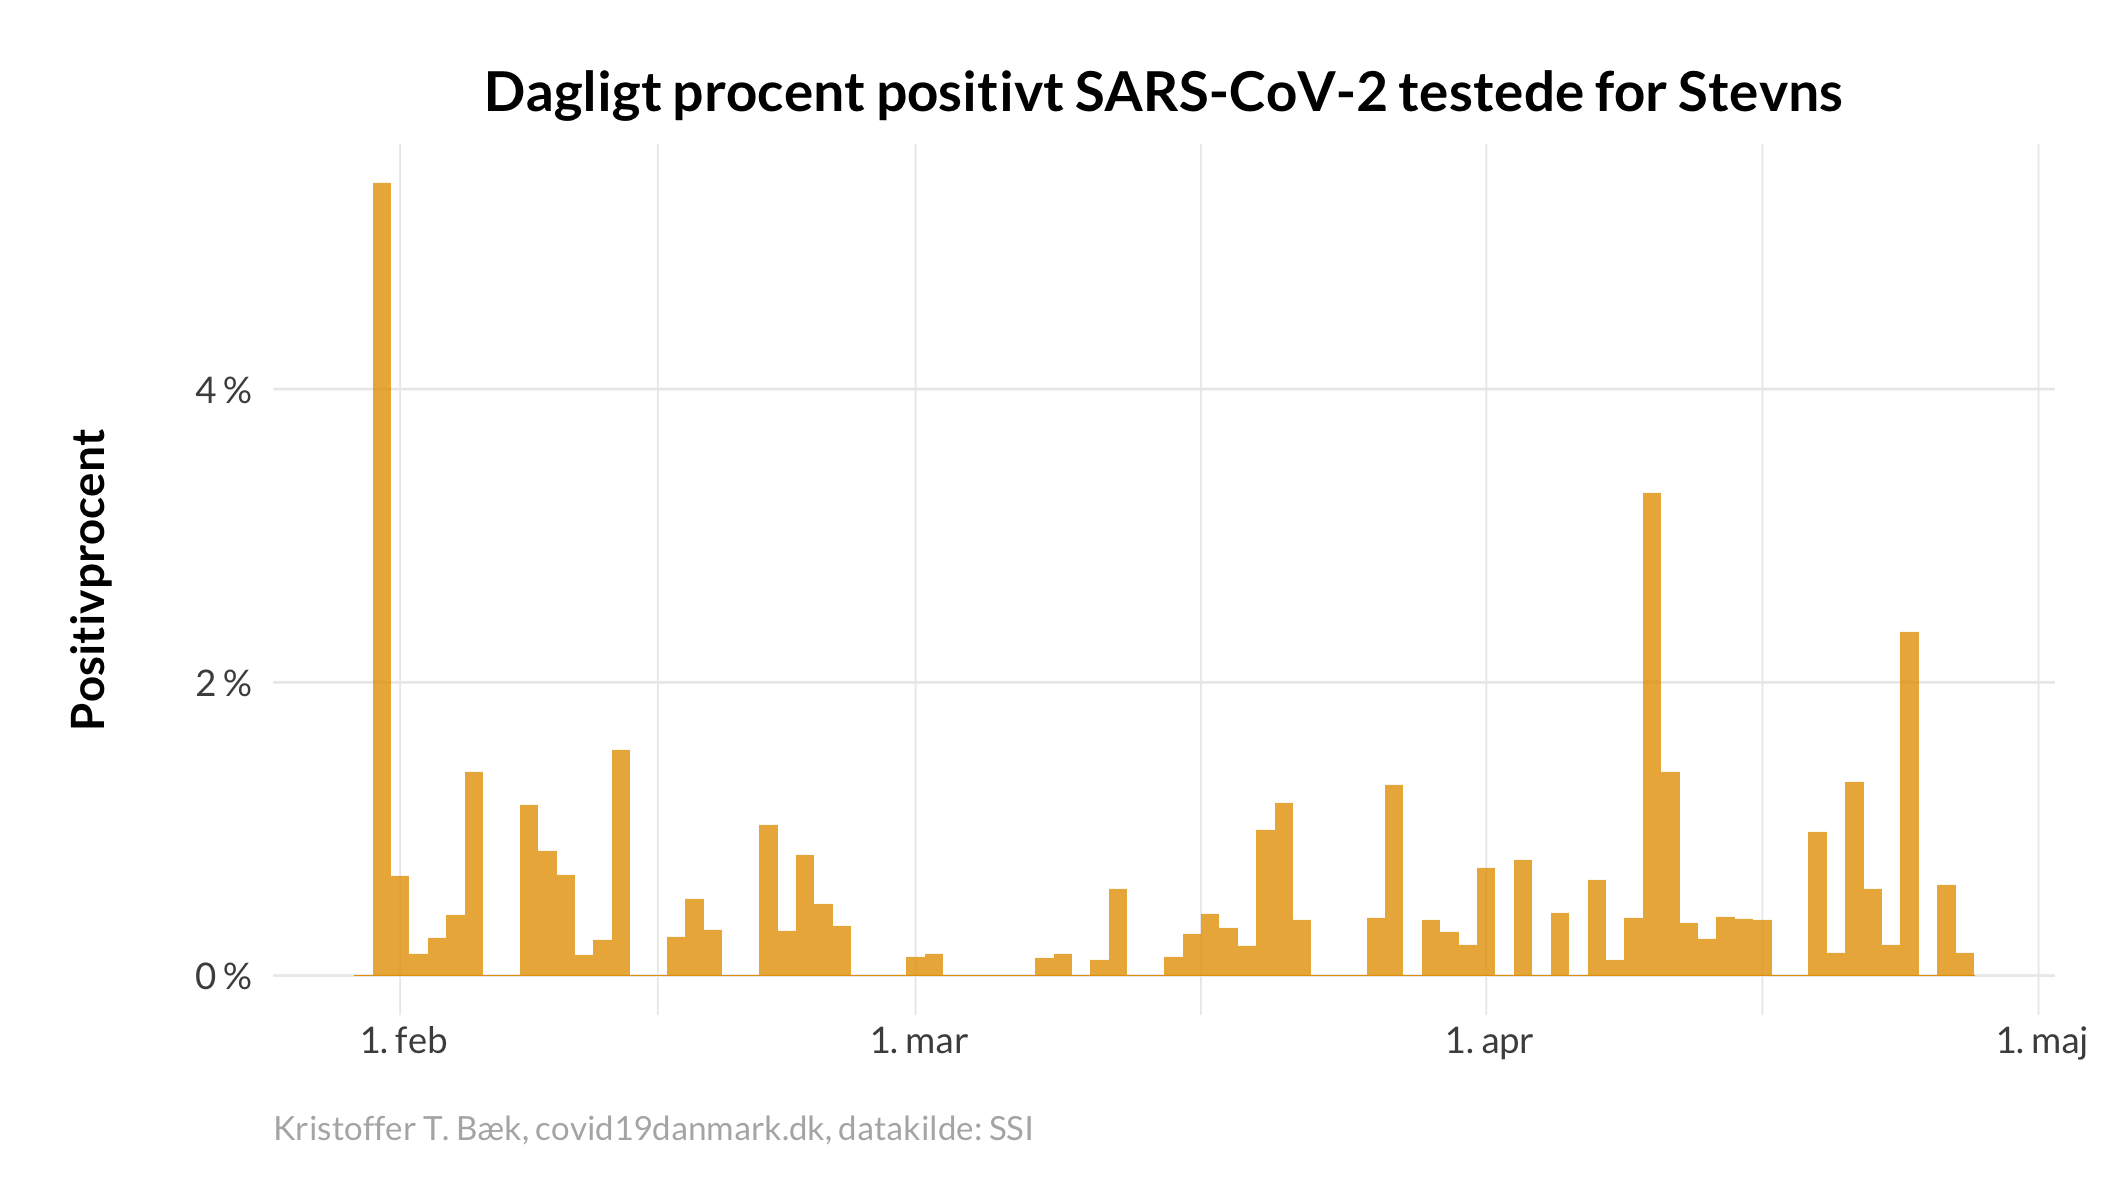 Dagligt procent positivt SARS-CoV-2 testede for Stevns
Positivprocent
4 %
2 %
0 %
1. feb
1. mar
1. apr
1. maj
Kristoffer T. Bæk, covid19danmark.dk, datakilde: SSI